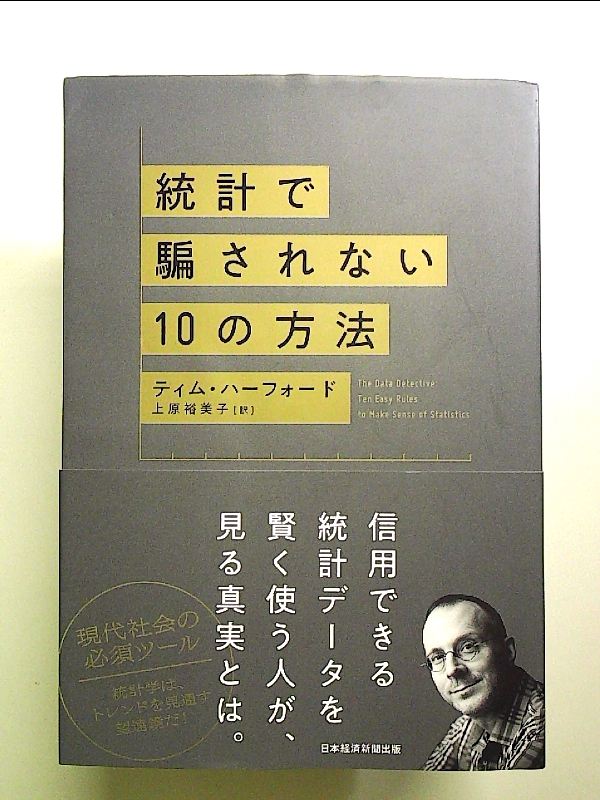 統計で
騙されない
10の方法
ティム・ハーフォード
上原裕美子[訳]
The Data Detective:
Ten Easy Rules
to Make Sense of Statistics
信用できる
統計データを
賢く使う人が、
見る真実とは。
現代社会の
必須ツール
統計学は、
トレンドを見通す
望遠鏡だ!
日本経済新聞出版